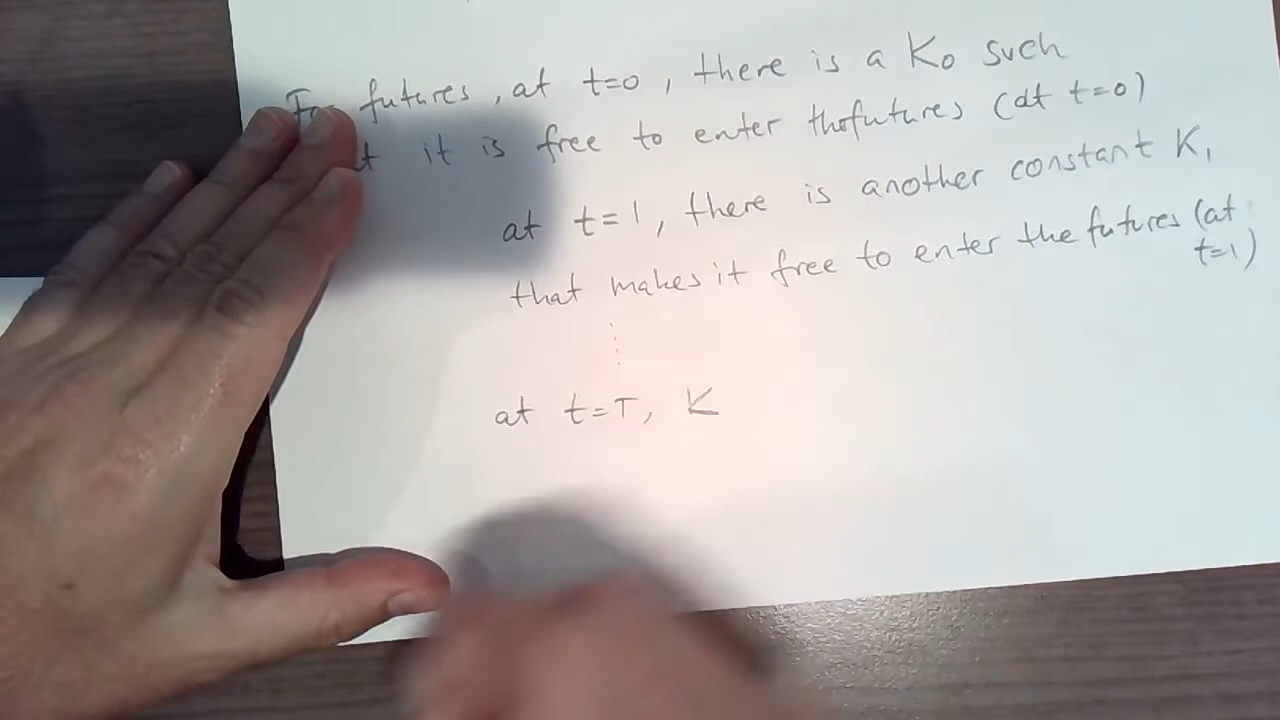 futures, at t=0, there is a K0 such
it is free to enter thefutures (at t=0)
at t=1, there is another constant K1
that makes it free to enter the futures (at
t=1)
at t=T, K